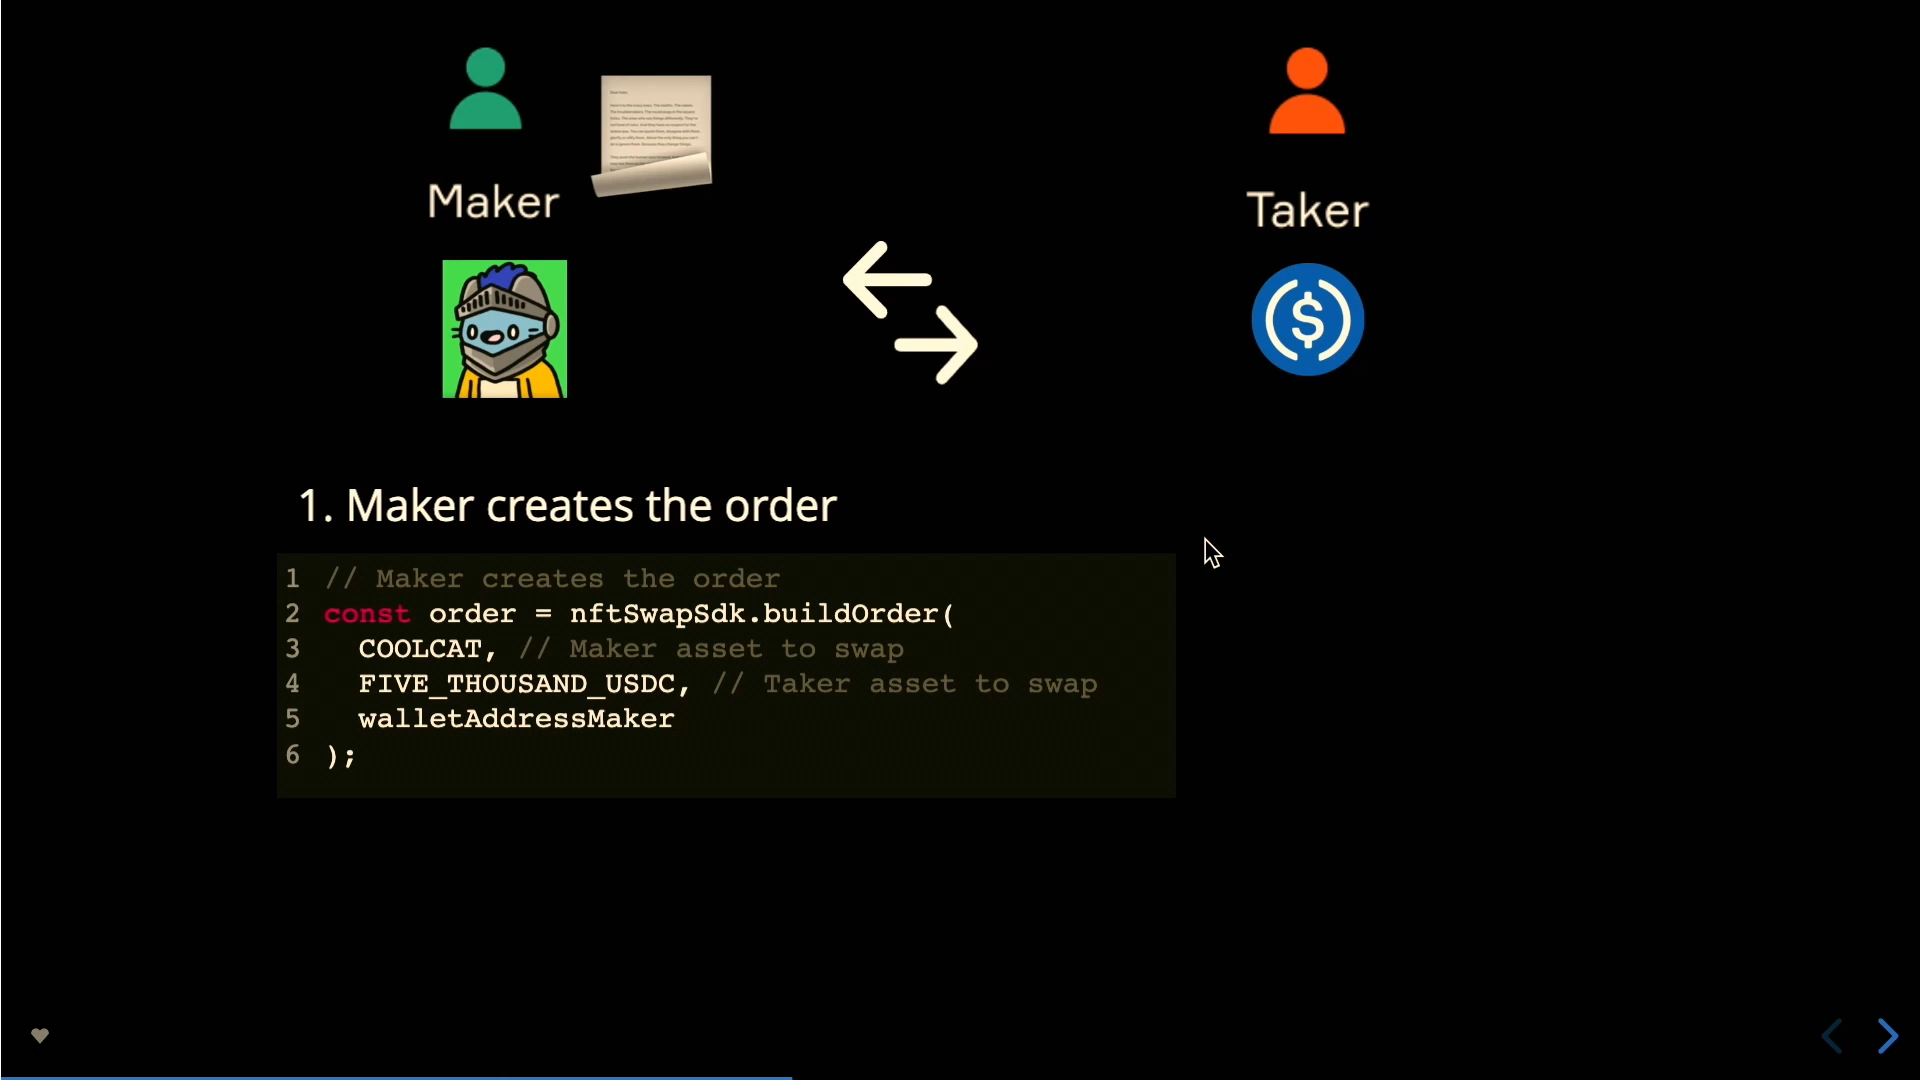 Maker
Taker
$
1. Maker creates the order
1 // Maker creates the order
2 const order = nftSwapSdk.buildOrder(
3 COOLCAT, // Maker asset to swap
4 FIVE_THOUSAND_USDC, // Taker asset to swap
5 walletAddressMaker
6 );